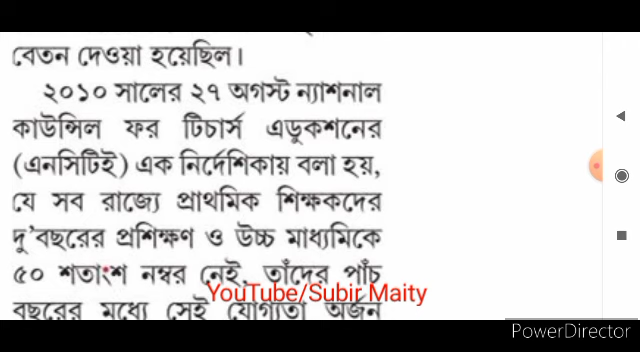 বেতন দেওয়া হয়েছিল।
২০১০ সালের ২৭ অগস্ট ন্যাশনাল
কাউন্সিল ফর টিচার্স এডুকশনের
(এনসিটিই) এক নির্দেশিকায় বলা হয়,
যে সব রাজ্যে প্রাথমিক শিক্ষকদের
দু'বছরের প্রশিক্ষণ ও উচ্চ মাধ্যমিকে
৫০ শতাংশ নম্বর নেই, তাঁদের পাঁচ
YouTube/Subir Maity
বছরের মধ্যে সেই যোগ্যতা অর্জন
PowerDirector